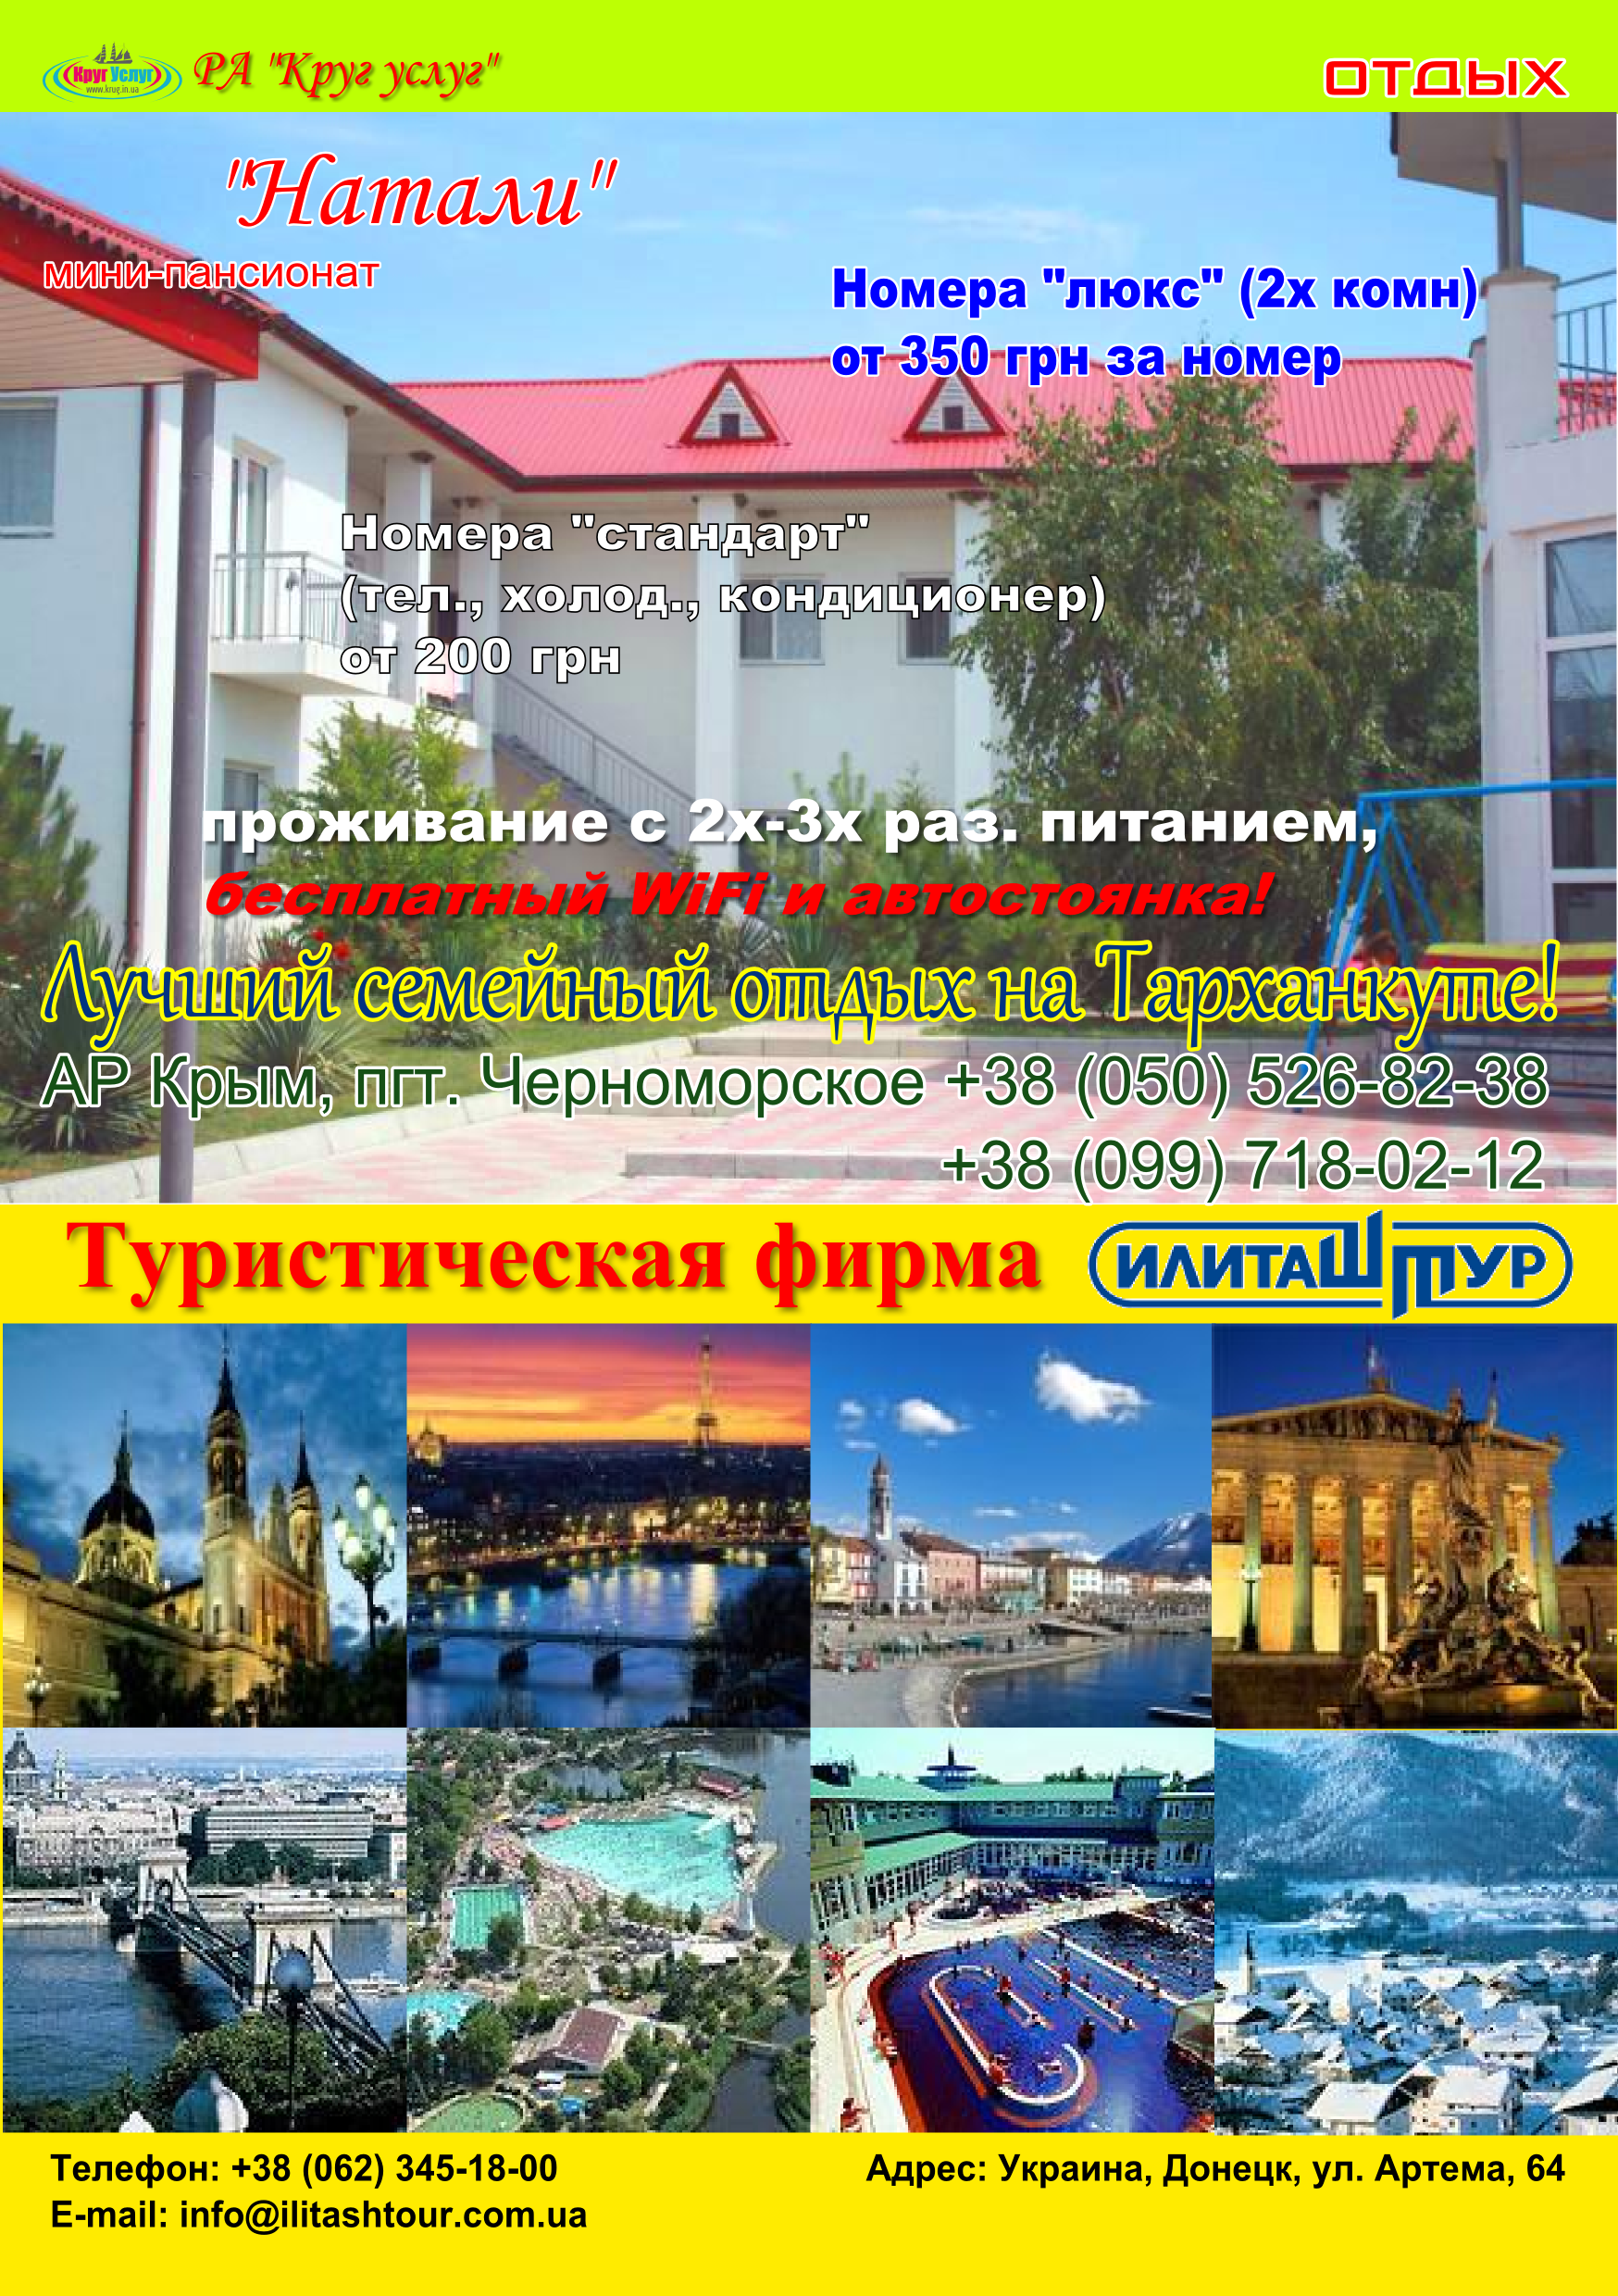 Круг Услуг
www.krug.in.ua
РА "Круг услуг"
ОТДЫХ
"Натали"
мини-пансионат
Номера "люкс" (2х комн)
от 350 грн за номер
Номера "стандарт"
(тел., холод., кондиционер)
от 200 грн
проживание с 2х-3х раз. питанием,
бесплатный WiFi и автостоянка!
Лучший семейный отдых на Тарханкуте!
АР Крым, пгт. Черноморское +38 (050) 526-82-38
+38 (099) 718-02-12
Туристическая фирма
ИЛИТАШТУР
Телефон: +38 (062) 345-18-00
Адрес: Украина, Донецк, ул. Артема, 64
E-mail: info@ilitashtour.com.ua